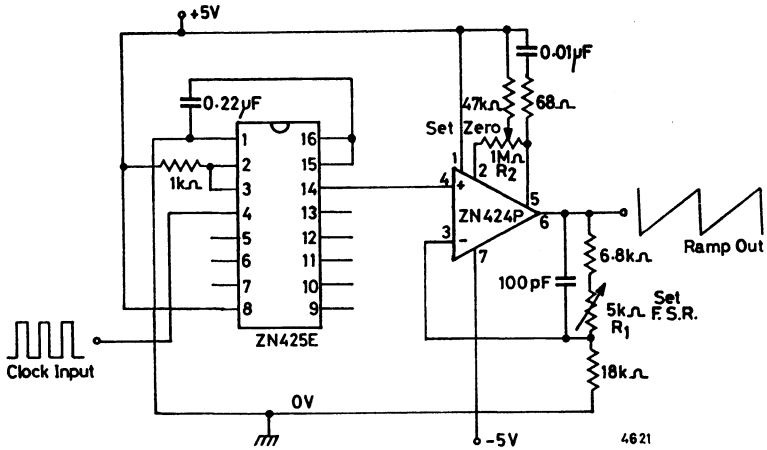 +5V
0.01µF
0.22µF
47kΩ
68Ω
Set Zero
1MΩ
R2
1kΩ
1
2
3
4
5
6
7
8
16
15
14
13
12
11
10
9
ZN425E
1
2
4
+
ZN424P
5
6
3
-
7
100pF
6.8kΩ
5kΩ
R1
Set
F.S.R.
18kΩ
Ramp Out
Clock Input
0V
-5V
4621